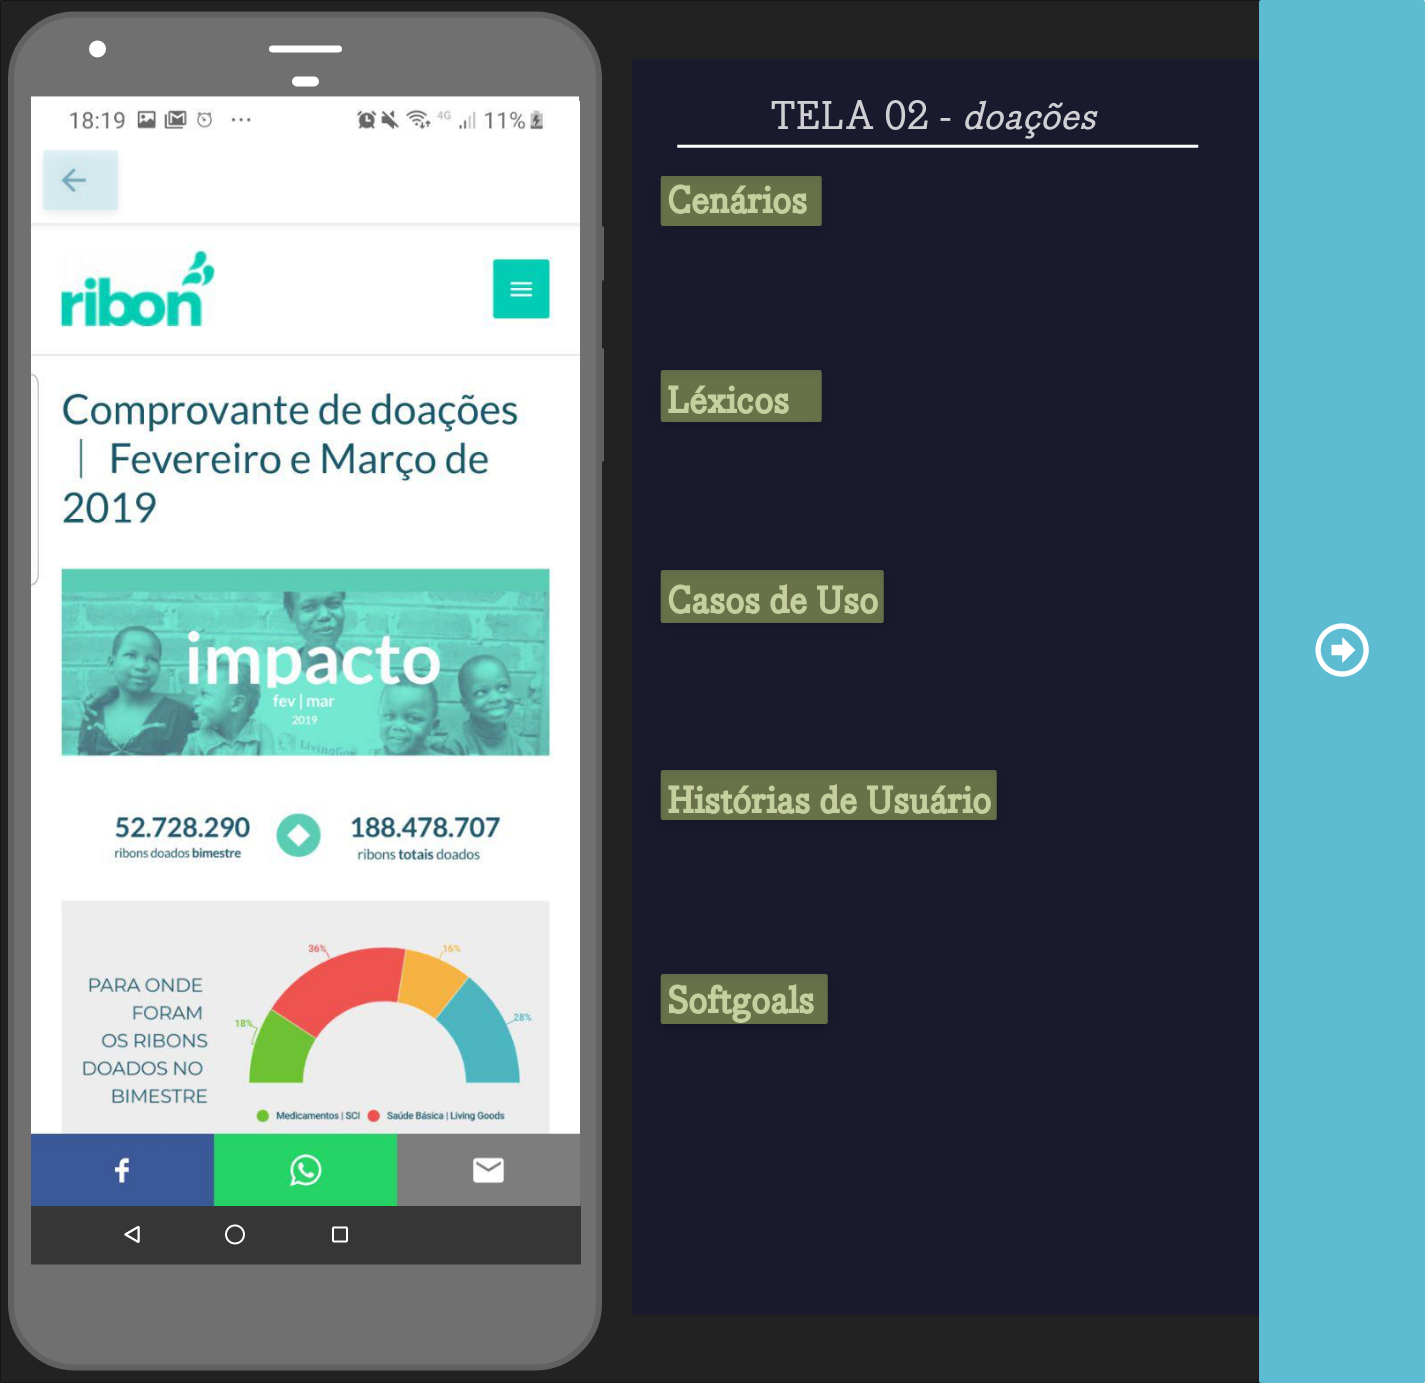 18:19
4G
11%
ribon
Comprovante de doações
| Fevereiro e Março de
2019
impacto
fev | mar
2019
52.728.290
ribons doados bimestre
188.478.707
ribons totais doados
PARA ONDE
FORAM
OS RIBONS
DOADOS NO
BIMESTRE
18%
36%
16%
28%
Medicamentos | SCI
Saúde Básica | Living Goods
TELA 02 - doações
Cenários
Léxicos
Casos de Uso
Histórias de Usuário
Softgoals